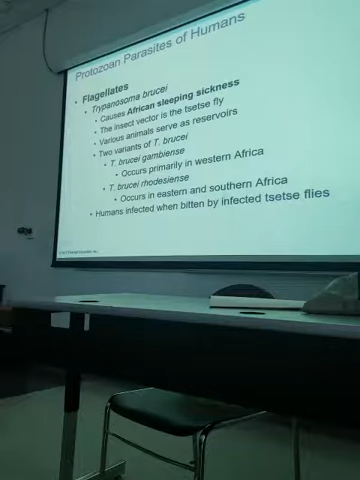 Protozoan Parasites of Humans
• Flagellates
• Trypanosoma brucei
• Causes African sleeping sickness
• The insect vector is the tsetse fly
• Various animals serve as reservoirs
• Two variants of T. brucei
• T. brucei gambiense
• Occurs primarily in western Africa
• T. brucei rhodesiense
• Occurs in eastern and southern Africa
• Humans infected when bitten by infected tsetse flies